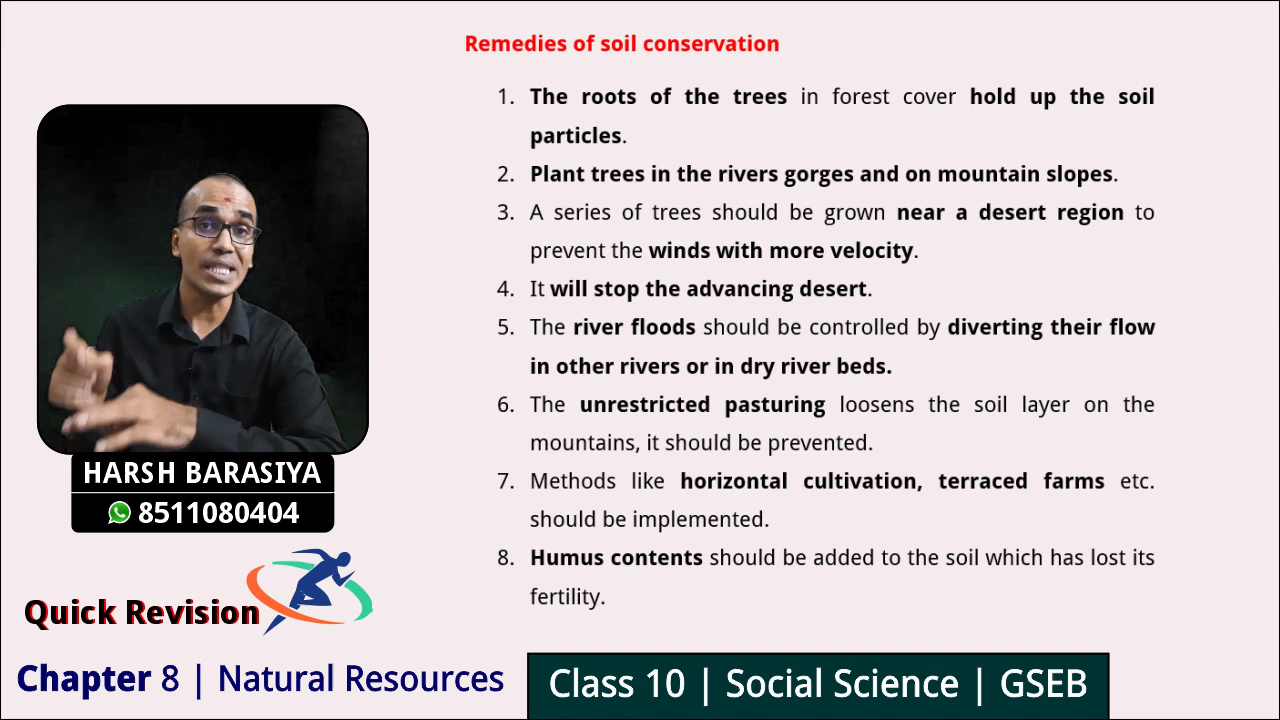 Remedies of soil conservation
1. The roots of the trees in forest cover hold up the soil
particles.
2. Plant trees in the rivers gorges and on mountain slopes.
3. A series of trees should be grown near a desert region to
prevent the winds with more velocity.
4. It will stop the advancing desert.
5. The river floods should be controlled by diverting their flow
in other rivers or in dry river beds.
6. The unrestricted pasturing loosens the soil layer on the
mountains, it should be prevented.
7. Methods like horizontal cultivation, terraced farms etc.
should be implemented.
8. Humus contents should be added to the soil which has lost its
fertility.
HARSH BARASIYA
8511080404
Quick Revision
Chapter 8 | Natural Resources
Class 10 | Social Science | GSEB